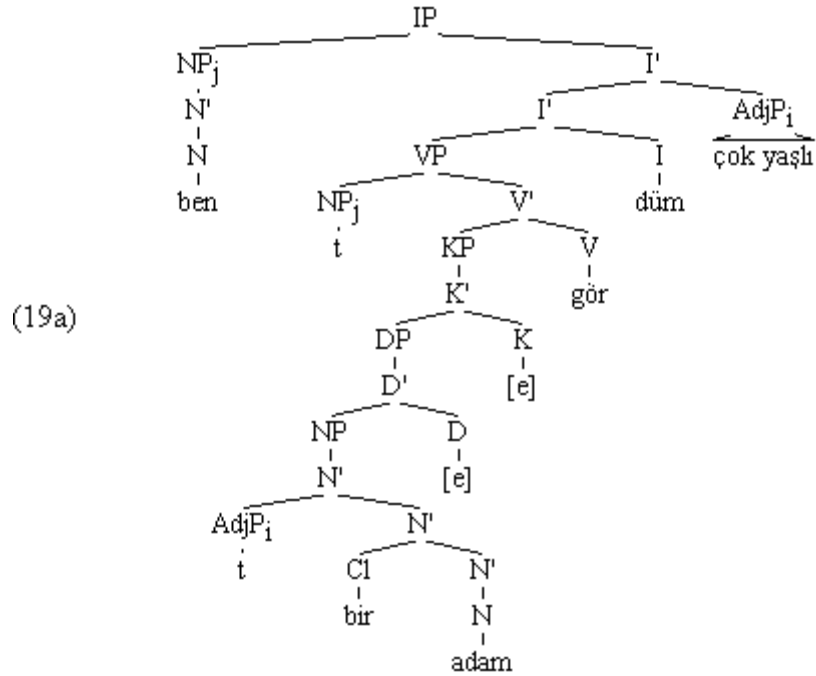 IP
NPj I'
N' I' AdjPi
N VP I çok yaşlı
ben NPj V' düm
t KP V
K' gör
(19a)
DP K
D' [e]
NP D
N' [e]
AdjPi N'
t Cl N'
bir N
adam